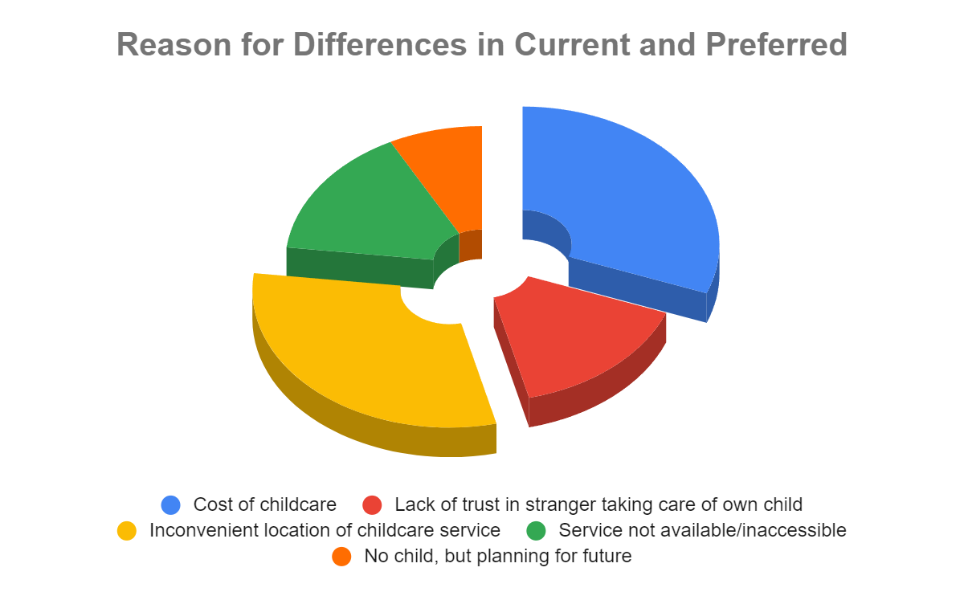 Reason for Differences in Current and Preferred
Cost of childcare Lack of trust in stranger taking care of own child
Inconvenient location of childcare service Service not available/inaccessible
No child, but planning for future